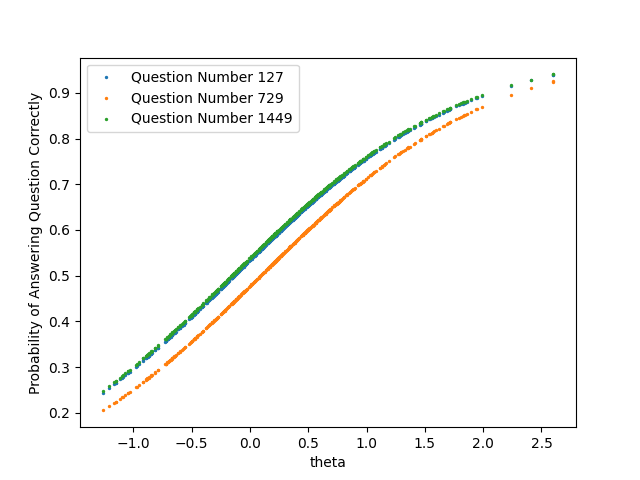 Question Number 127
Question Number 729
Question Number 1449
Probability of Answering Question Correctly
0.9
0.8
0.7
0.6
0.5
0.4
0.3
0.2
−1.0 −0.5 0.0 0.5 1.0 1.5 2.0 2.5
theta